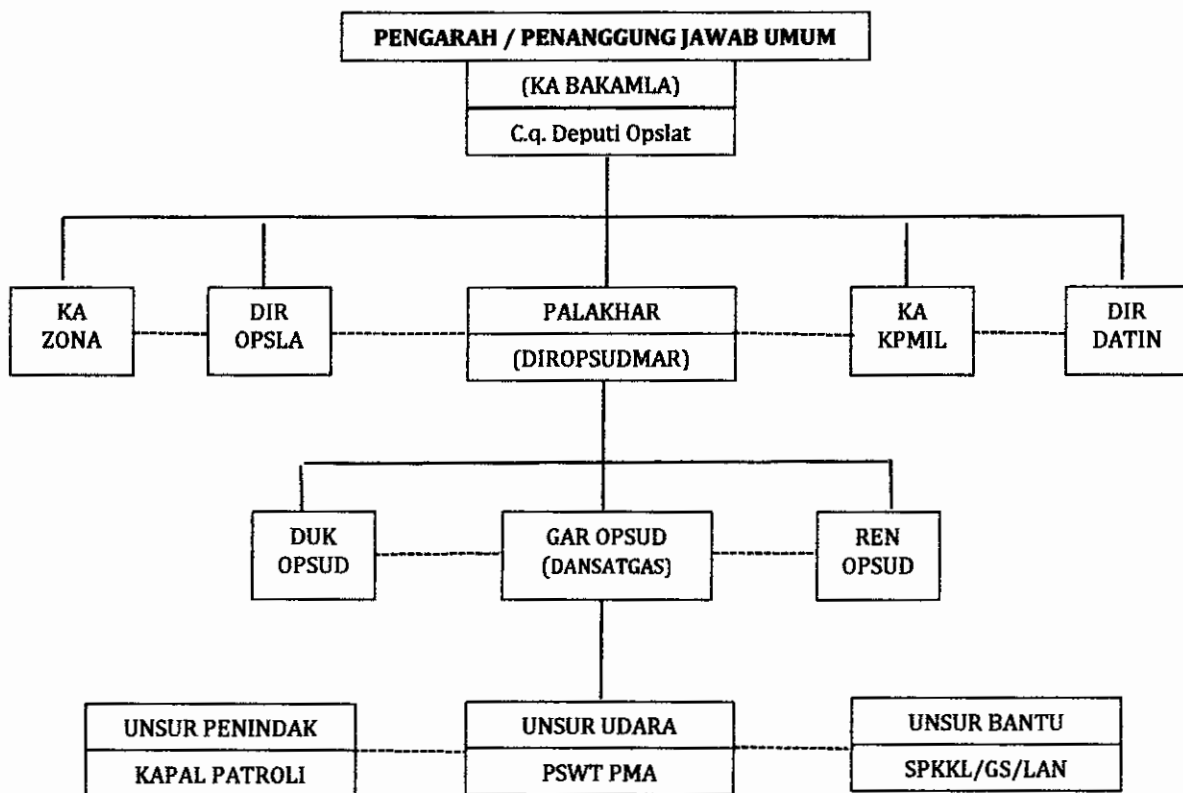 PENGARAH / PENANGGUNG JAWAB UMUM
(KA BAKAMLA)
C.q. Deputi Opslat
KA
ZONA
DIR
OPSLA
PALAKHAR
(DIROPSUDMAR)
KA
KPMIL
DIR
DATIN
DUK
OPSUD
GAR OPSUD
(DANSATGAS)
REN
OPSUD
UNSUR PENINDAK
KAPAL PATROLI
UNSUR UDARA
PSWT PMA
UNSUR BANTU
SPKKL/GS/LAN